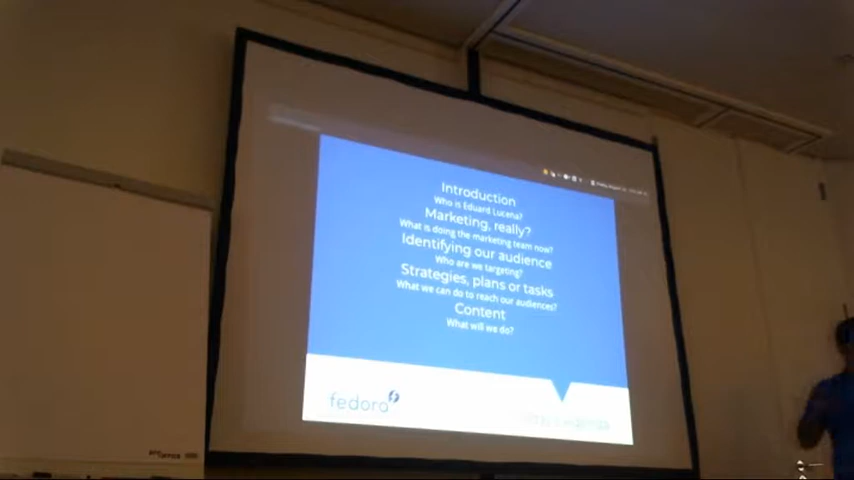 Introduction
Who is Eduard Lucena?
Marketing, really?
What is doing the marketing team now?
Identifying our audience
Who are we targeting?
Strategies, plans or tasks
What we can do to reach our audiences?
Content
What will we do?
fedora